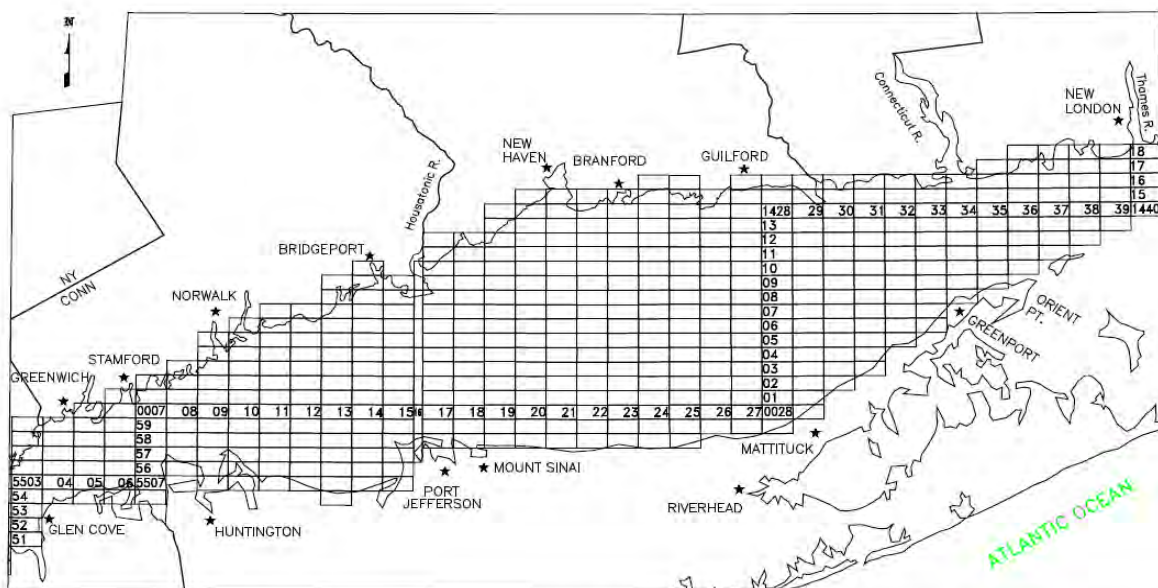 N
NEW
LONDON
Thames R.
Connecticut R.
NEW
HAVEN
BRANFORD
GUILFORD
18
17
16
15
Housatonic R.
1428 29 30 31 32 33 34 35 36 37 38 39 1440
13
12
11
10
09
08
07
06
05
04
03
02
01
BRIDGEPORT
NY
CONN
NORWALK
ORIENT
PT.
GREENPORT
STAMFORD
GREENWICH
0007 08 09 10 11 12 13 14 15 16 17 18 19 20 21 22 23 24 25 26 27 0028
59
58
57
56
5503 04 05 06 5507
54
53
52
51
MATTITUCK
MOUNT SINAI
PORT
JEFFERSON
RIVERHEAD
GLEN COVE
HUNTINGTON
ATLANTIC OCEAN